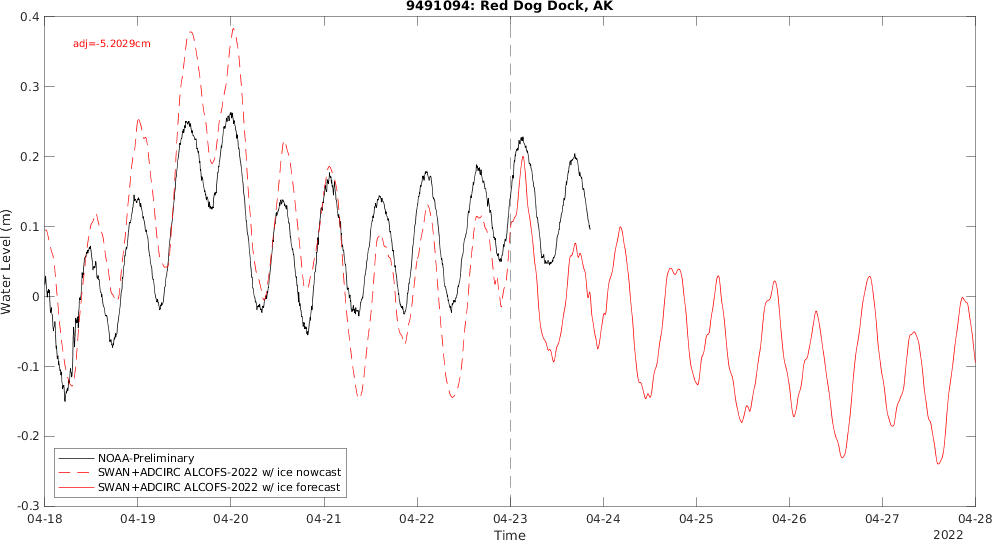 9491094: Red Dog Dock, AK
adj=-5.2029cm
0.4
0.3
0.2
0.1
0
-0.1
-0.2
-0.3
Water Level (m)
NOAA-Preliminary
SWAN+ADCIRC ALCOFS-2022 w/ ice nowcast
SWAN+ADCIRC ALCOFS-2022 w/ ice forecast
04-18 04-19 04-20 04-21 04-22 04-23 04-24 04-25 04-26 04-27 04-28
Time
2022